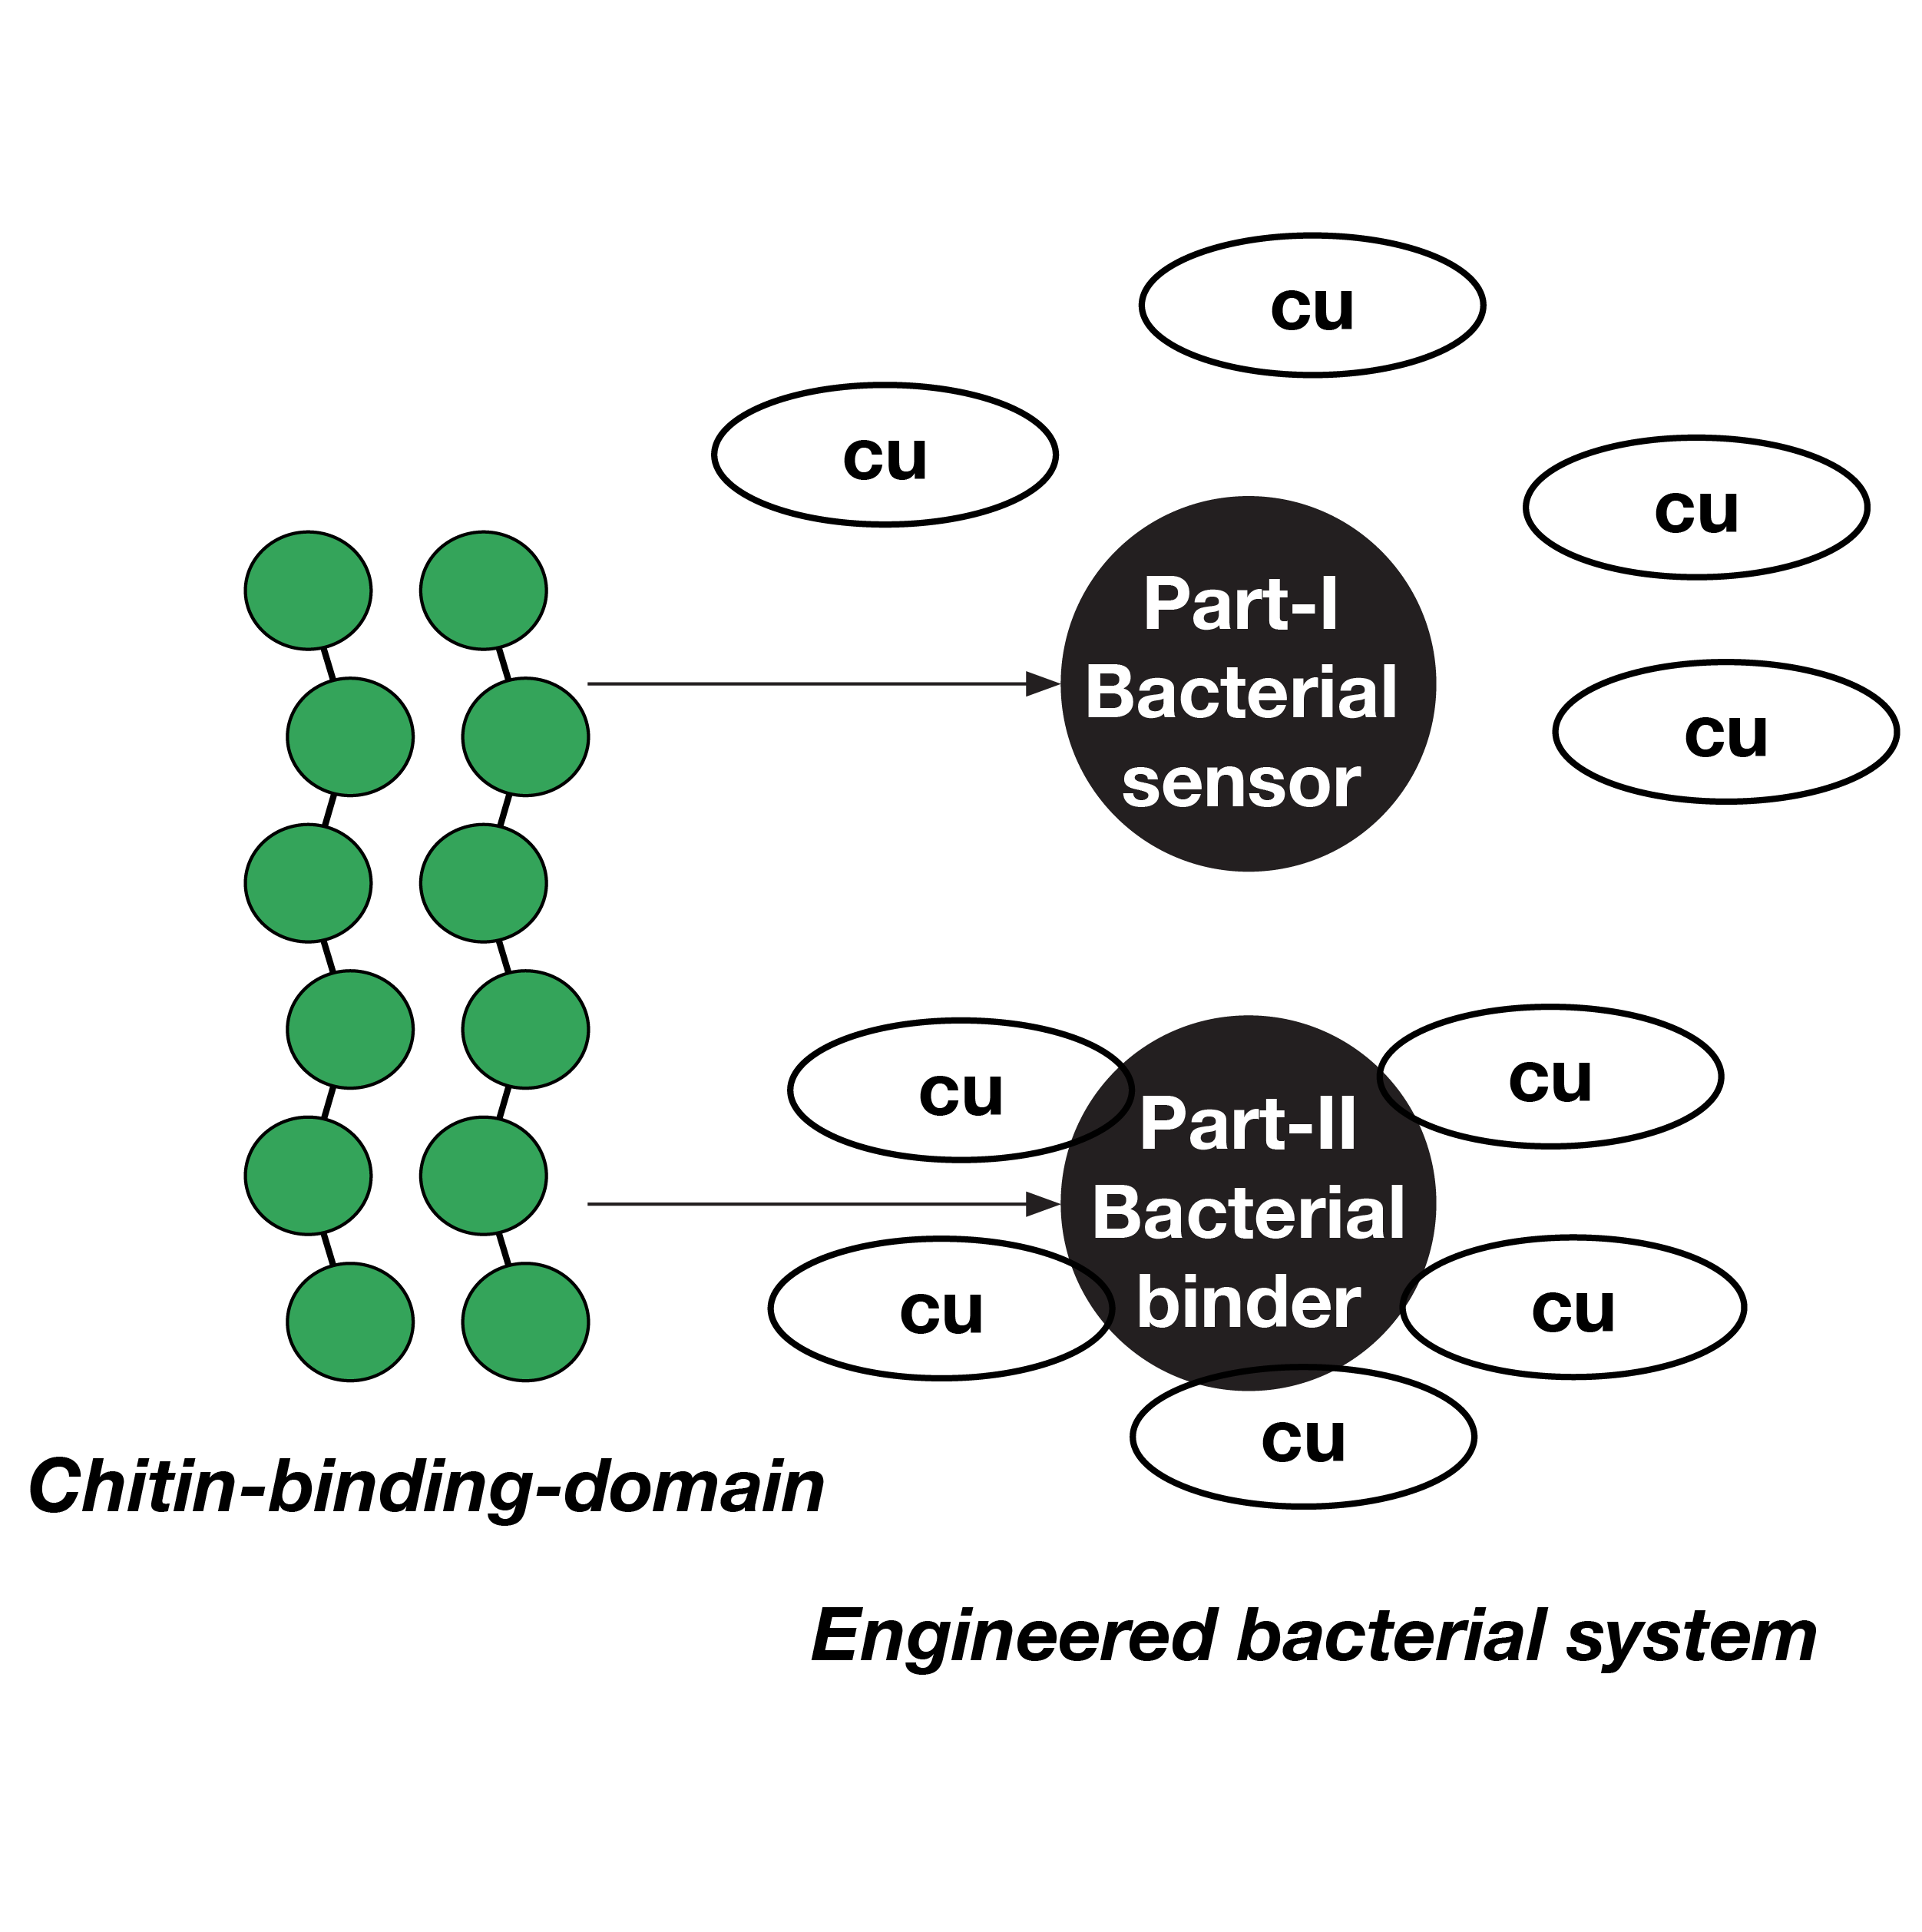 cu
cu
cu
Part-I
Bacterial
sensor
cu
cu
cu
Part-II
Bacterial
binder
cu
cu
cu
Chitin-binding-domain
Engineered bacterial system